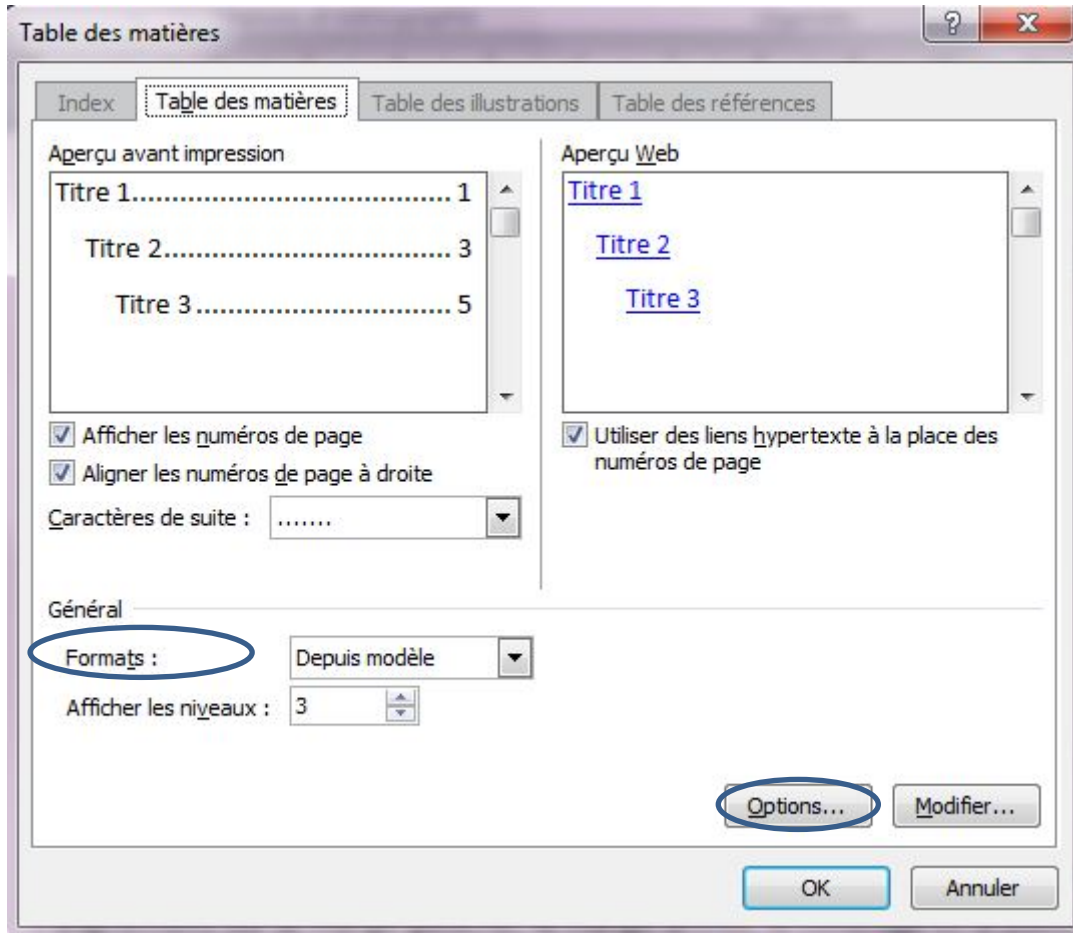 Table des matières
Index
Table des matières
Table des illustrations
Table des références
Aperçu avant impression
Titre 1........................................ 1
Titre 2.................................... 3
Titre 3................................ 5
Afficher les numéros de page
Aligner les numéros de page à droite
Caractères de suite : .......
Aperçu Web
Titre 1
Titre 2
Titre 3
Utiliser des liens hypertexte à la place des
numéros de page
Général
Formats : Depuis modèle
Afficher les niveaux : 3
Options... Modifier...
OK Annuler